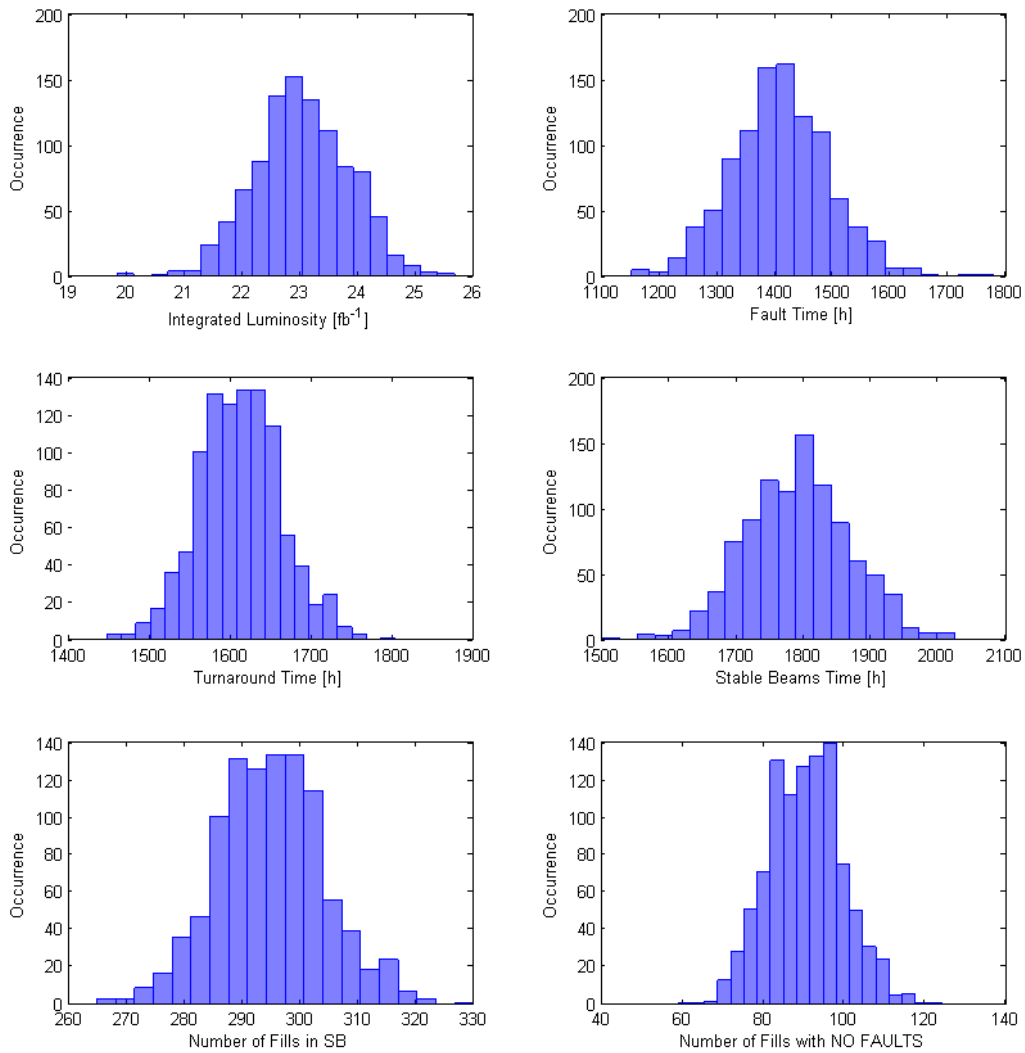 200
150
100
50
0
Occurrence
19 20 21 22 23 24 25 26
Integrated Luminosity [fb-1]
200
150
100
50
0
Occurrence
1100 1200 1300 1400 1500 1600 1700 1800
Fault Time [h]
140
120
100
80
60
40
20
0
Occurrence
1400 1500 1600 1700 1800 1900
Turnaround Time [h]
200
150
100
50
0
Occurrence
1500 1600 1700 1800 1900 2000 2100
Stable Beams Time [h]
140
120
100
80
60
40
20
0
Occurrence
260 270 280 290 300 310 320 330
Number of Fills in SB
140
120
100
80
60
40
20
0
Occurrence
40 60 80 100 120 140
Number of Fills with NO FAULTS